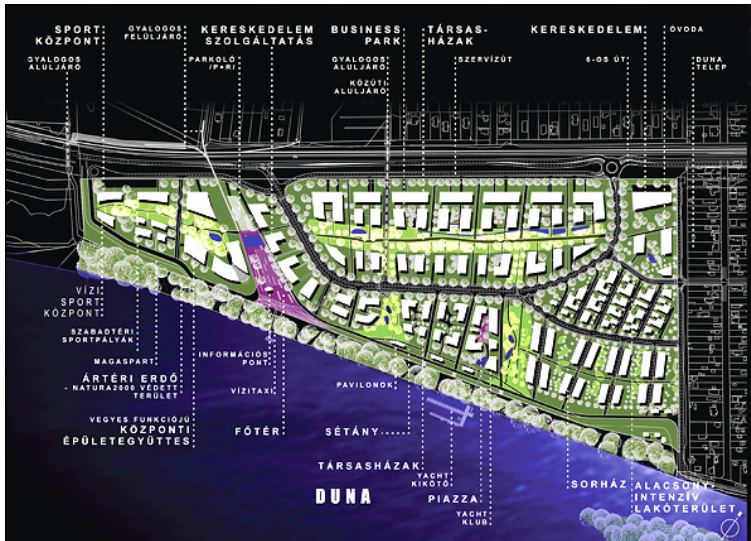 SPORT
KÖZPONT
GYALOGOS
FELÜLJÁRÓ
KERESKEDELEM
SZOLGÁLTATÁS
BUSINESS
PARK
TÁRSAS-
HÁZAK
KERESKEDELEM
ÓVODA
GYALOGOS
ALULJÁRÓ
PARKOLÓ
/P+R/
GYALOGOS
ALULJÁRÓ
KÖZÚTI
ALULJÁRÓ
SZERVÍZÚT
6-OS ÚT
DUNA
TELEP
VÍZI
SPORT
KÖZPONT
SZABADTÉRI
SPORTPÁLYÁK
MAGASPART
ÁRTÉRI ERDŐ
- NATURA2000 VÉDETT
TERÜLET
VEGYES FUNKCIÓJÚ
KÖZPONTI
ÉPÜLETEGYÜTTES
INFORMÁCIÓS
PONT
VÍZITAXI
FŐTÉR
PAVILONOK
SÉTÁNY
TÁRSASHÁZAK
YACHT
KIKÖTŐ
PIAZZA
YACHT
KLUB
SORHÁZ
ALACSONY-
INTENZÍV
LAKÓTERÜLET
DUNA